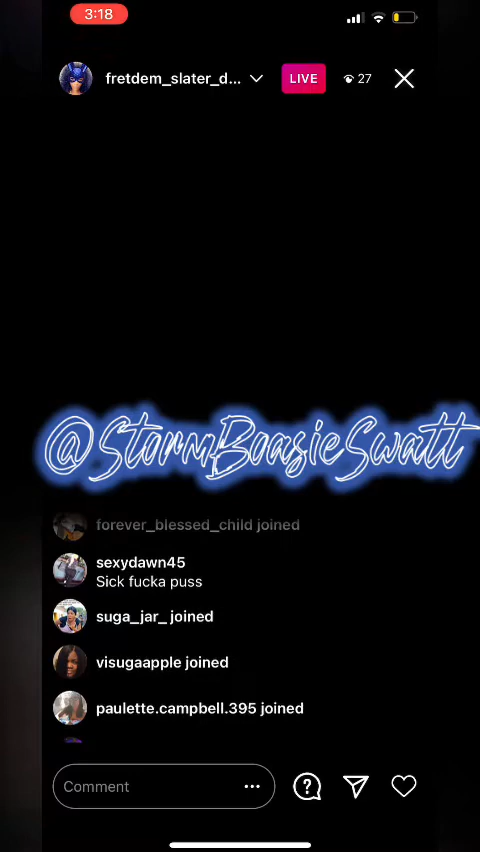 3:18
fretdem_slater_d...
LIVE
27
@StormBoasieSwatt
forever_blessed_child joined
sexydawn45
Sick fucka puss
suga_jar_ joined
visugaapple joined
paulette.campbell.395 joined
Comment